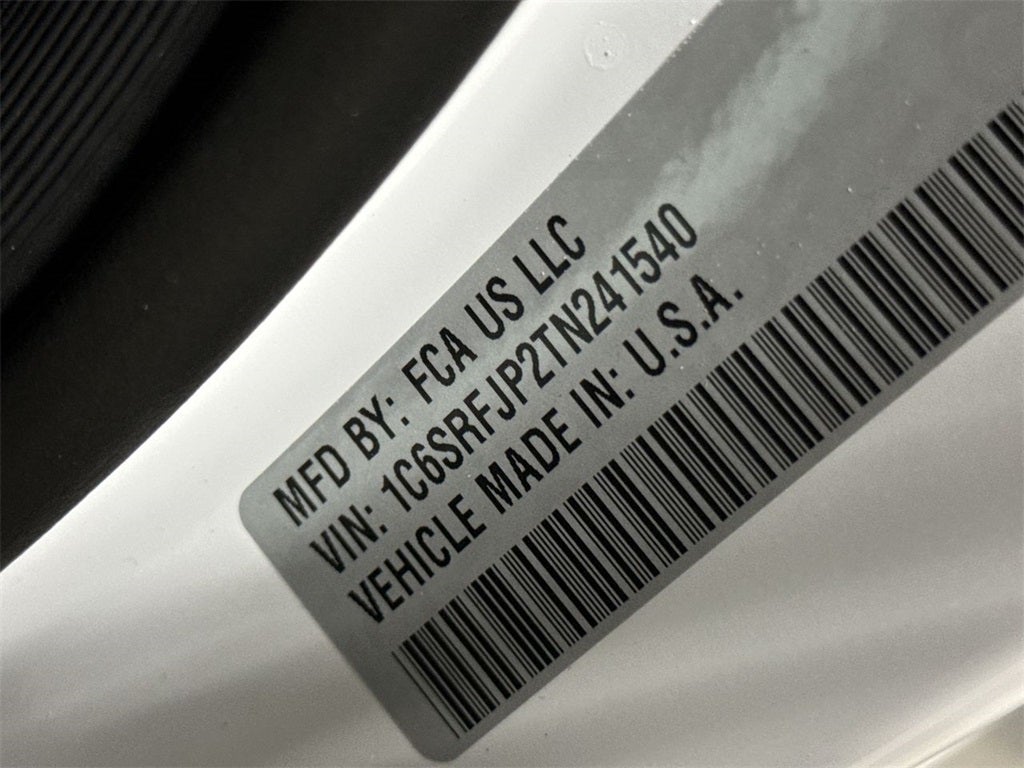 MFD BY: FCA US LLC
VIN: 1C6SRFJP2TN241540
VEHICLE MADE IN: U.S.A.